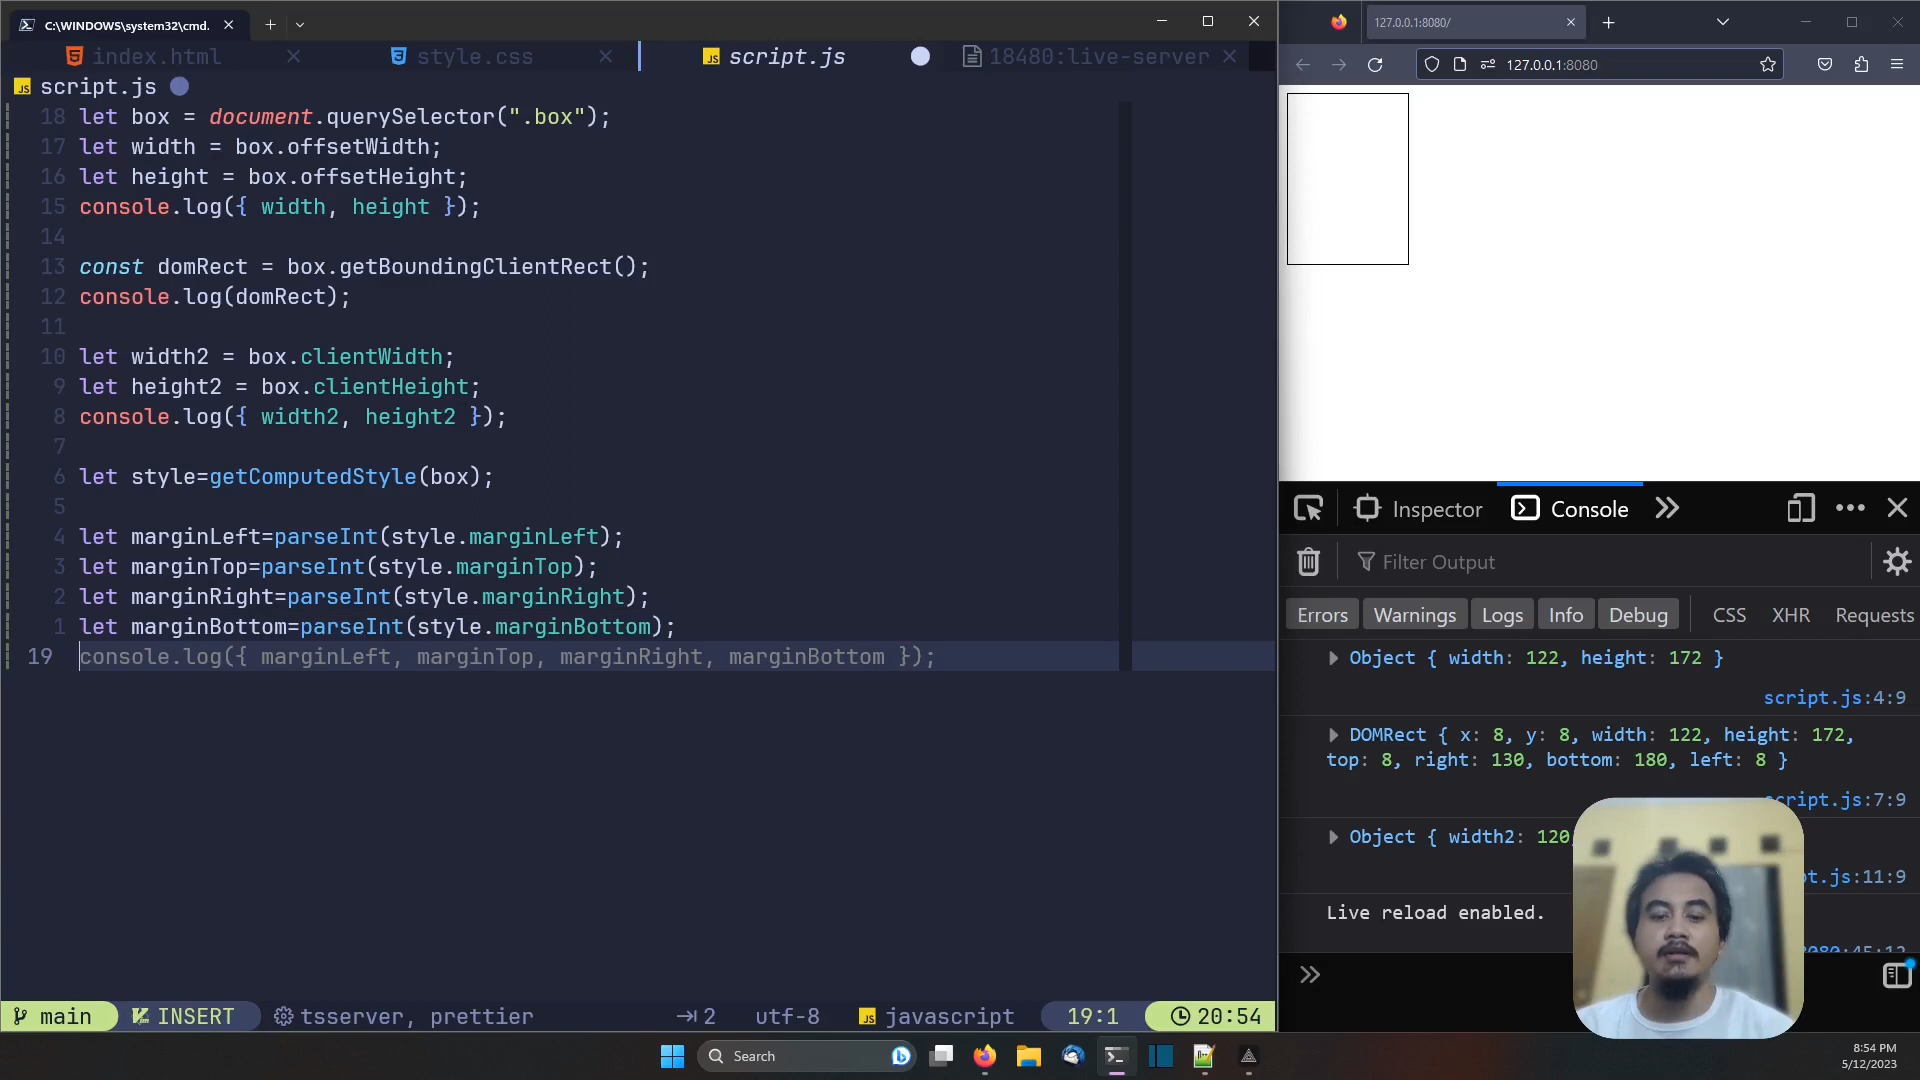 C:\WINDOWS\system32\cmd.
index.html
style.css
script.js
18480:live-server
script.js
18 let box = document.querySelector(".box");
17 let width = box.offsetWidth;
16 let height = box.offsetHeight;
15 console.log({ width, height });
14
13 const domRect = box.getBoundingClientRect();
12 console.log(domRect);
11
10 let width2 = box.clientWidth;
9 let height2 = box.clientHeight;
8 console.log({ width2, height2 });
7
6 let style=getComputedStyle(box);
5
4 let marginLeft=parseInt(style.marginLeft);
3 let marginTop=parseInt(style.marginTop);
2 let marginRight=parseInt(style.marginRight);
1 let marginBottom=parseInt(style.marginBottom);
19 console.log({ marginLeft, marginTop, marginRight, marginBottom });
main INSERT tsserver, prettier 2 utf-8 javascript 19:1 20:54
127.0.0.1:8080/
127.0.0.1:8080
Inspector Console
Filter Output
Errors Warnings Logs Info Debug CSS XHR Requests
Object { width: 122, height: 172 }
script.js:4:9
DOMRect { x: 8, y: 8, width: 122, height: 172,
top: 8, right: 130, bottom: 180, left: 8 }
script.js:7:9
Object { width2: 120
pt.js:11:9
Live reload enabled.
Search
8:54 PM
5/12/2023